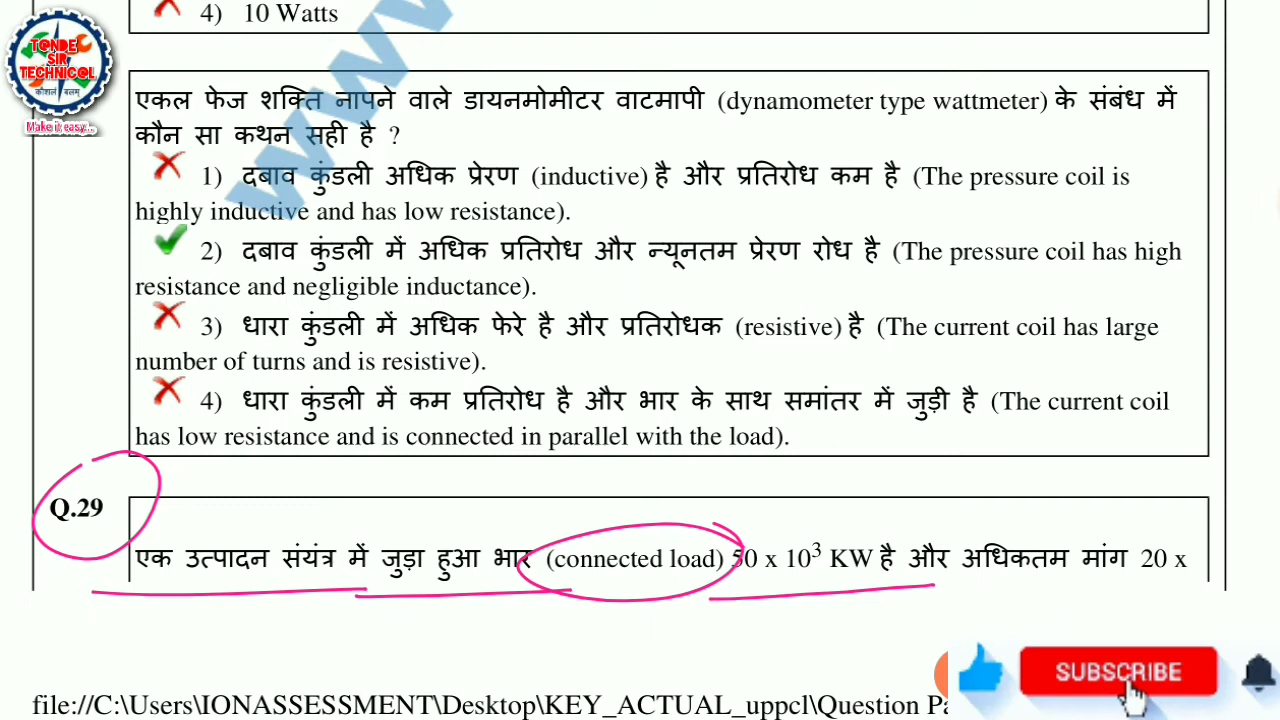 4) 10 Watts
TONDE
SIR
TECHNICOL
कौशलं बलम्
Make it easy...
www.
एकल फेज शक्ति नापने वाले डायनमोमीटर वाटमापी (dynamometer type wattmeter) के संबंध में
कौन सा कथन सही है ?
1) दबाव कुंडली अधिक प्रेरण (inductive) है और प्रतिरोध कम है (The pressure coil is
highly inductive and has low resistance).
2) दबाव कुंडली में अधिक प्रतिरोध और न्यूनतम प्रेरण रोध है (The pressure coil has high
resistance and negligible inductance).
3) धारा कुंडली में अधिक फेरे है और प्रतिरोधक (resistive) है (The current coil has large
number of turns and is resistive).
4) धारा कुंडली में कम प्रतिरोध है और भार के साथ समांतर में जुड़ी है (The current coil
has low resistance and is connected in parallel with the load).
Q.29
एक उत्पादन संयंत्र में जुड़ा हुआ भार (connected load) 50 x 10³ KW है और अधिकतम मांग 20 x
SUBSCRIBE
file://C:\Users\IONASSESSMENT\Desktop\KEY_ACTUAL_uppcl\Question Pa